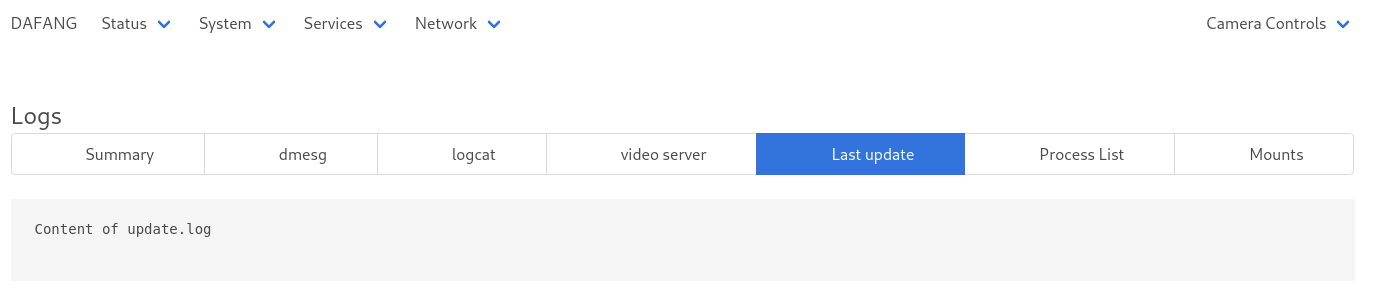 DAFANG Status System Services Network Camera Controls
Logs
Summary dmesg logcat video server Last update Process List Mounts
Content of update.log